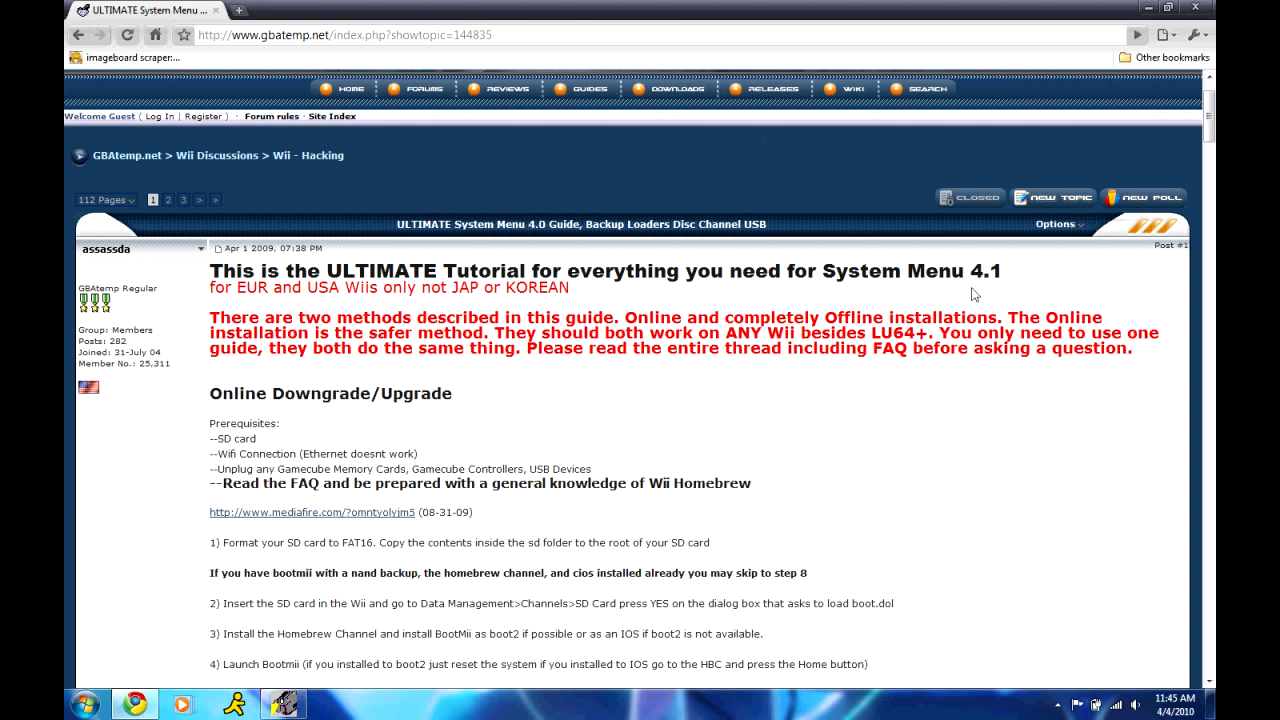 ULTIMATE System Menu ...
http://www.gbatemp.net/index.php?showtopic=144835
imageboard scraper:...
Other bookmarks
HOME FORUMS REVIEWS GUIDES DOWNLOADS RELEASES WIKI SEARCH
Welcome Guest ( Log In | Register ) · Forum rules · Site Index
GBAtemp.net > Wii Discussions > Wii - Hacking
112 Pages 1 2 3 > »
CLOSED NEW TOPIC NEW POLL
ULTIMATE System Menu 4.0 Guide, Backup Loaders Disc Channel USB
Options
assassda
Apr 1 2009, 07:38 PM
Post #1
GBAtemp Regular
Group: Members
Posts: 282
Joined: 31-July 04
Member No.: 25,311
This is the ULTIMATE Tutorial for everything you need for System Menu 4.1
for EUR and USA Wiis only not JAP or KOREAN
There are two methods described in this guide. Online and completely Offline installations. The Online
installation is the safer method. They should both work on ANY Wii besides LU64+. You only need to use one
guide, they both do the same thing. Please read the entire thread including FAQ before asking a question.
Online Downgrade/Upgrade
Prerequisites:
--SD card
--Wifi Connection (Ethernet doesnt work)
--Unplug any Gamecube Memory Cards, Gamecube Controllers, USB Devices
--Read the FAQ and be prepared with a general knowledge of Wii Homebrew
http://www.mediafire.com/?omntyolyjm5 (08-31-09)
1) Format your SD card to FAT16. Copy the contents inside the sd folder to the root of your SD card
If you have bootmii with a nand backup, the homebrew channel, and cios installed already you may skip to step 8
2) Insert the SD card in the Wii and go to Data Management>Channels>SD Card press YES on the dialog box that asks to load boot.dol
3) Install the Homebrew Channel and install BootMii as boot2 if possible or as an IOS if boot2 is not available.
4) Launch Bootmii (if you installed to boot2 just reset the system if you installed to IOS go to the HBC and press the Home button)
11:45 AM
4/4/2010